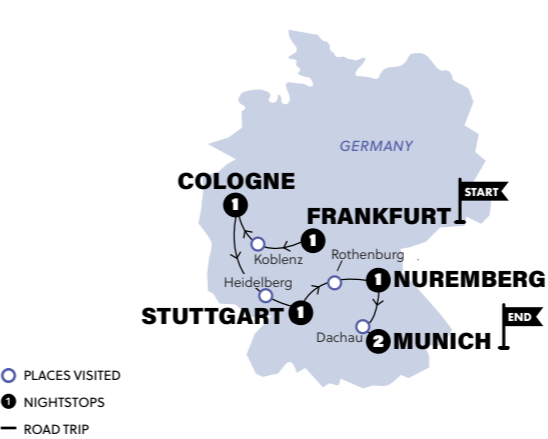 GERMANY
COLOGNE
1
START
FRANKFURT
1
Koblenz
Rothenburg
Heidelberg
1
NUREMBERG
STUTTGART
1
END
Dachau
2
MUNICH
PLACES VISITED
1
NIGHTSTOPS
ROAD TRIP